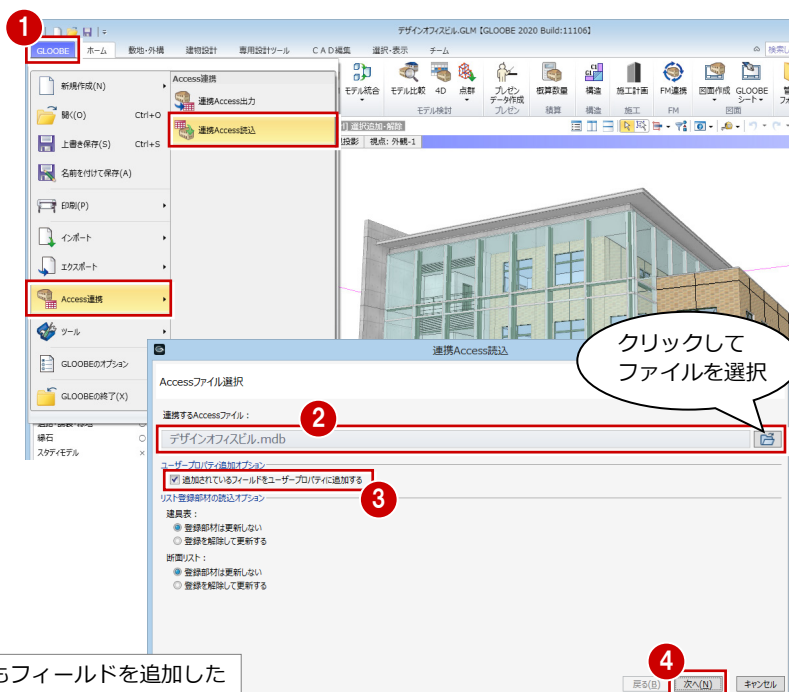 1
デザインオフィスビル.GLM【GLOOBE 2020 Build:11106】
GLOOBE ホーム 敷地・外構 建物設計 専用設計ツール CAD編集 選択・表示 チーム
モデル統合 モデル比較 4D 点群 プレゼンデータ作成 概算数量 構造 施工計画 FM連携 図面作成 GLOOBEシート
モデル検討 プレゼン 積算 構造 施工 FM 図面
選択追加・解除
視点: 外観-1
新規作成(N)
開く(O) Ctrl+O
上書き保存(S) Ctrl+S
名前を付けて保存(A)
印刷(P)
インポート
エクスポート
Access連携
ツール
GLOOBEのオプション
GLOOBEの終了(X)
Access連携
連携Access出力
連携Access読込
縁石 ○
スタディモデル ×
連携Access読込
クリックして
ファイルを選択
Accessファイル選択
連携するAccessファイル：
2
デザインオフィスビル.mdb
ユーザープロパティ追加オプション
追加されているフィールドをユーザープロパティに追加する
3
リスト登録部材の読込オプション
建具表：
登録部材は更新しない
登録を解除して更新する
断面リスト：
登録部材は更新しない
登録を解除して更新する
4
戻る(B) 次へ(N) キャンセル
もフィールドを追加した